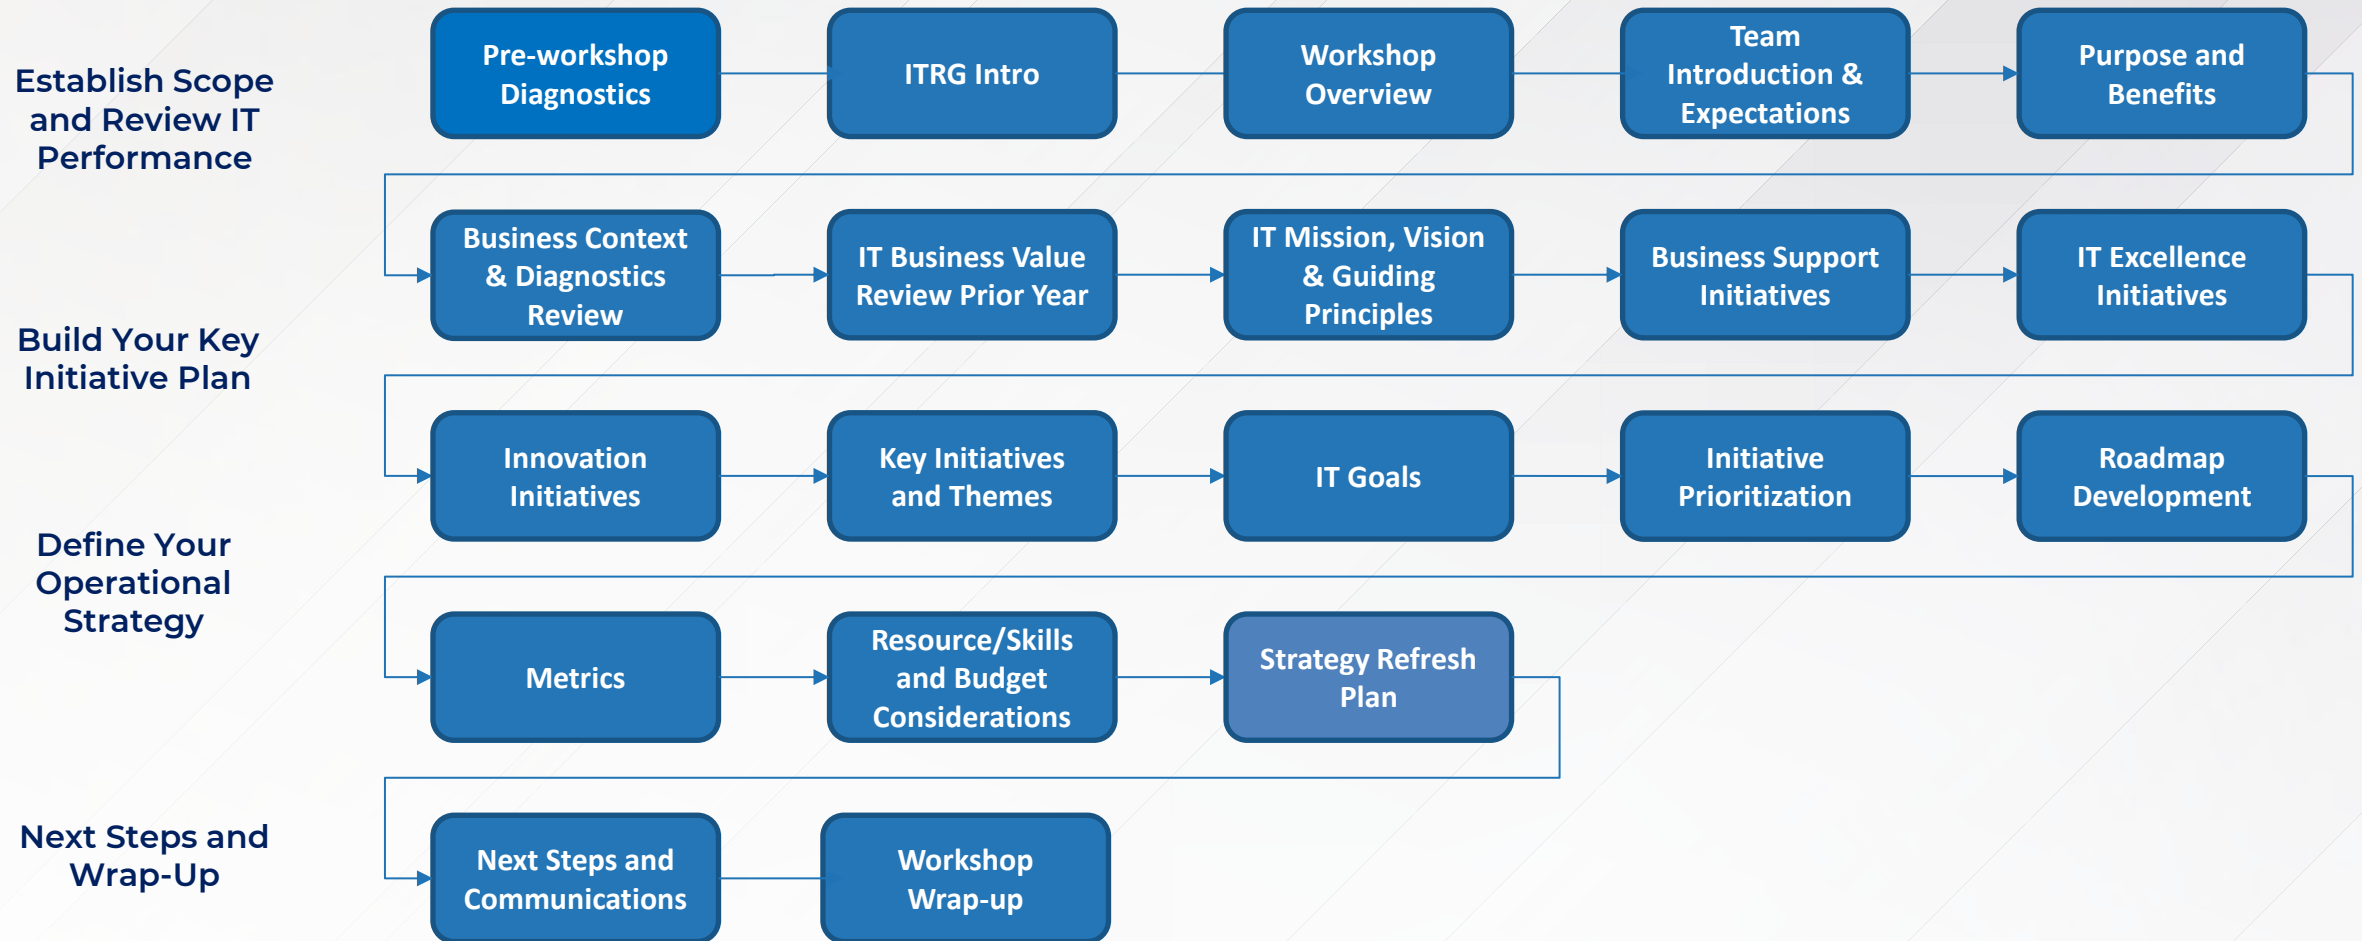 Establish Scope
and Review IT
Performance
Pre-workshop
Diagnostics
ITRG Intro
Workshop
Overview
Team
Introduction &
Expectations
Purpose and
Benefits
Business Context
& Diagnostics
Review
IT Business Value
Review Prior Year
IT Mission, Vision
& Guiding
Principles
Business Support
Initiatives
IT Excellence
Initiatives
Build Your Key
Initiative Plan
Innovation
Initiatives
Key Initiatives
and Themes
IT Goals
Initiative
Prioritization
Roadmap
Development
Define Your
Operational
Strategy
Metrics
Resource/Skills
and Budget
Considerations
Strategy Refresh
Plan
Next Steps and
Wrap-Up
Next Steps and
Communications
Workshop
Wrap-up